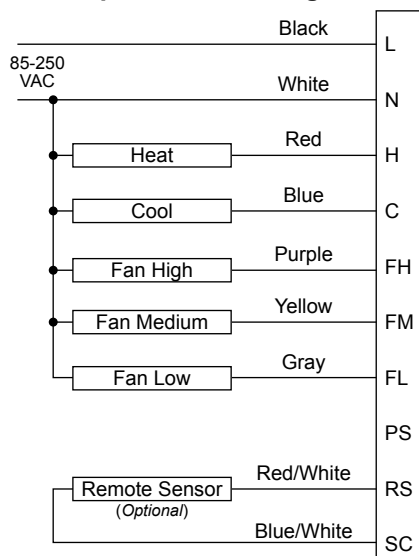 Black
L
85-250
VAC
White
N
Red
Heat
H
Blue
Cool
C
Purple
Fan High
FH
Yellow
Fan Medium
FM
Gray
Fan Low
FL
PS
Red/White
Remote Sensor
RS
(Optional)
Blue/White
SC